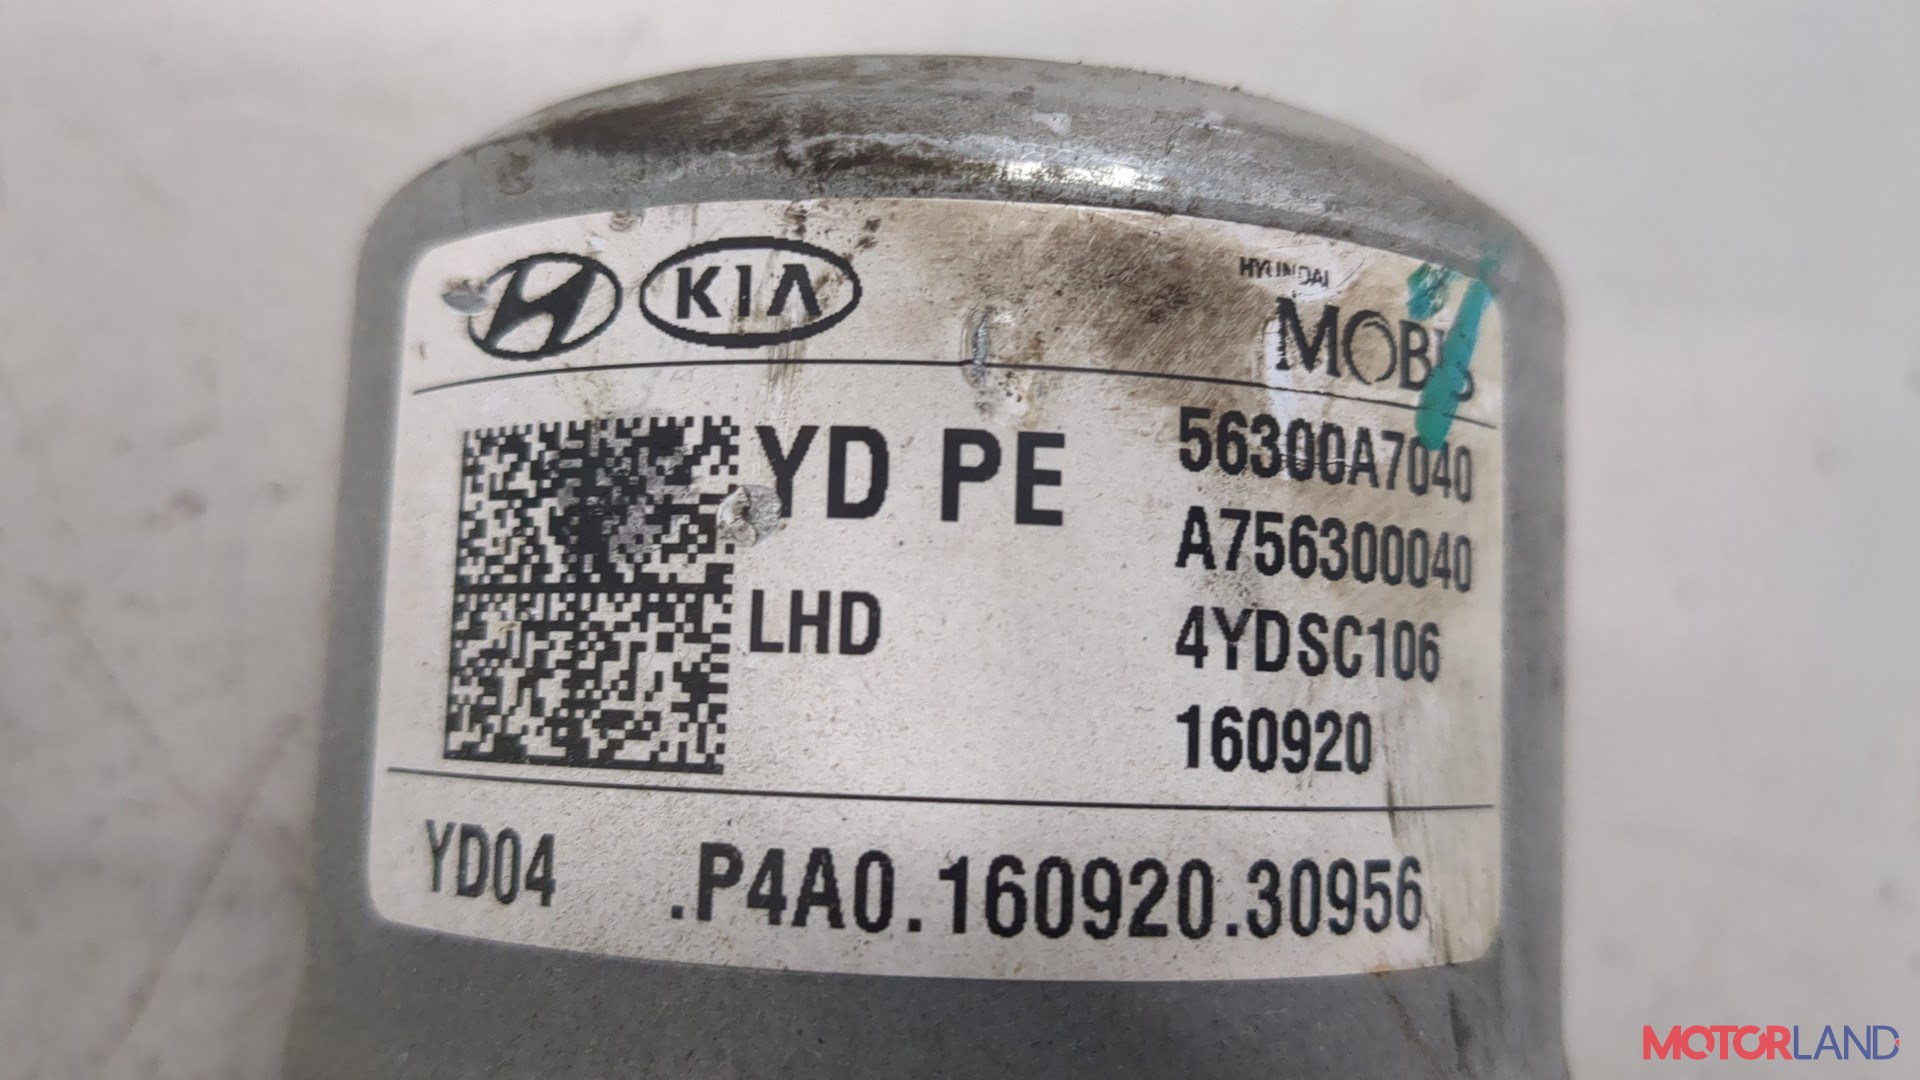 KIA
HYUNDAI
MOBIS
YD PE
56300A7040
A756300040
LHD
4YDSC106
160920
YD04
.P4A0.160920.30956
MOTORLAND